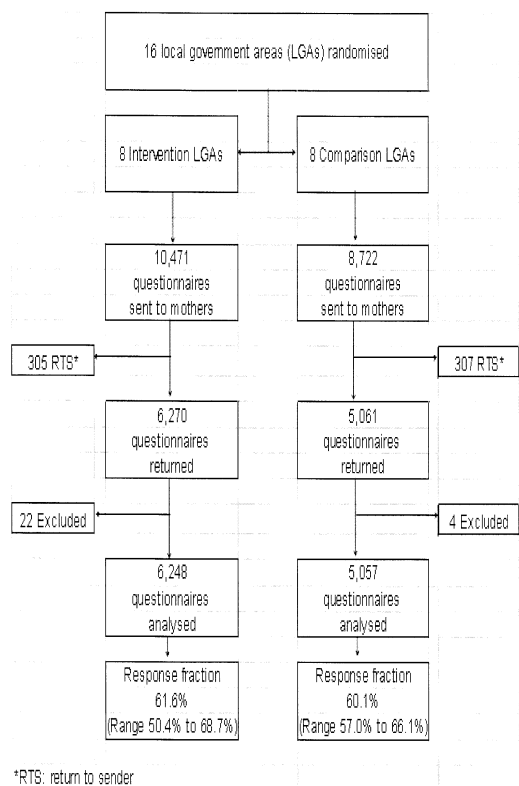 16 local government areas (LGAs) randomised
8 Intervention LGAs
8 Comparison LGAs
10,471
questionnaires
sent to mothers
8,722
questionnaires
sent to mothers
305 RTS*
307 RTS*
6,270
questionnaires
returned
5,061
questionnaires
returned
22 Excluded
4 Excluded
6,248
questionnaires
analysed
5,057
questionnaires
analysed
Response fraction
61.6%
(Range 50.4% to 68.7%)
Response fraction
60.1%
(Range 57.0% to 66.1%)
*RTS: return to sender